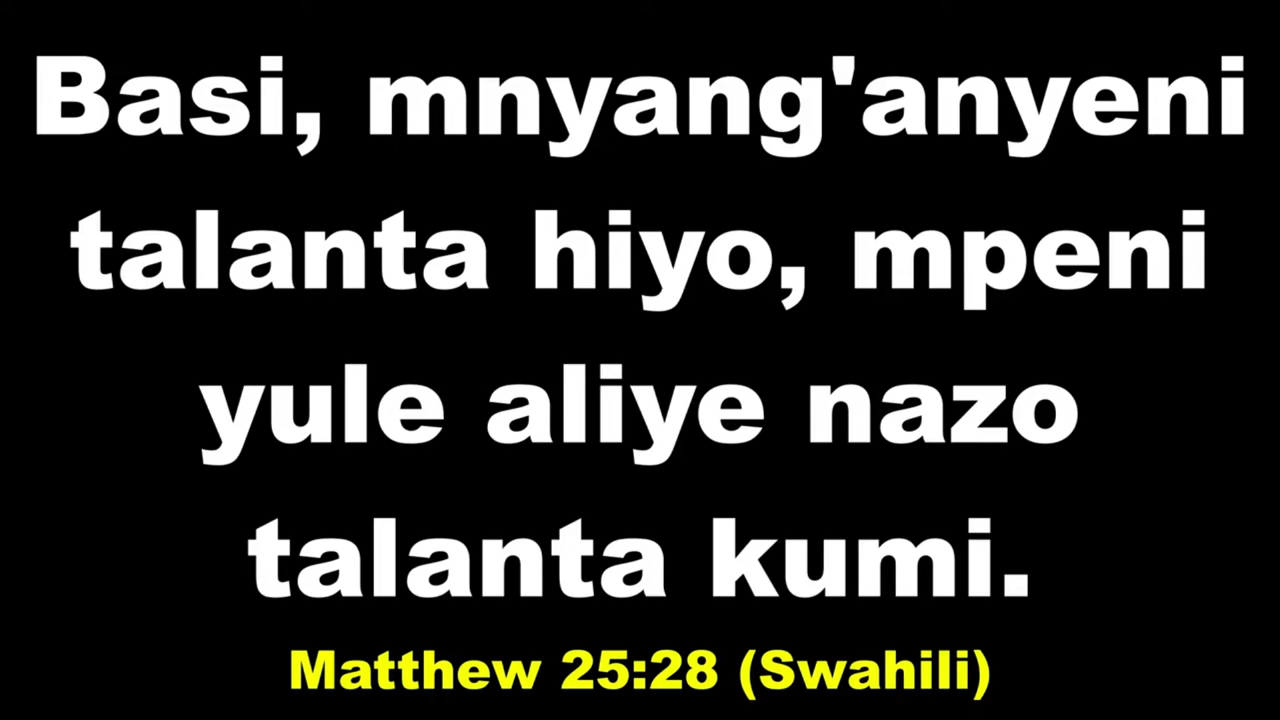 Basi, mnyang'anyeni
talanta hiyo, mpeni
yule aliye nazo
talanta kumi.
Matthew 25:28 (Swahili)